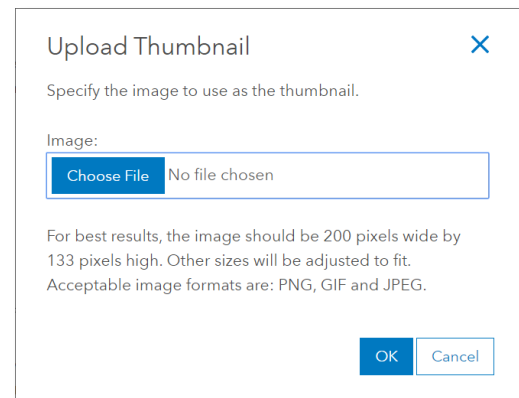 Upload Thumbnail
Specify the image to use as the thumbnail.
Image:
Choose File No file chosen
For best results, the image should be 200 pixels wide by
133 pixels high. Other sizes will be adjusted to fit.
Acceptable image formats are: PNG, GIF and JPEG.
OK Cancel